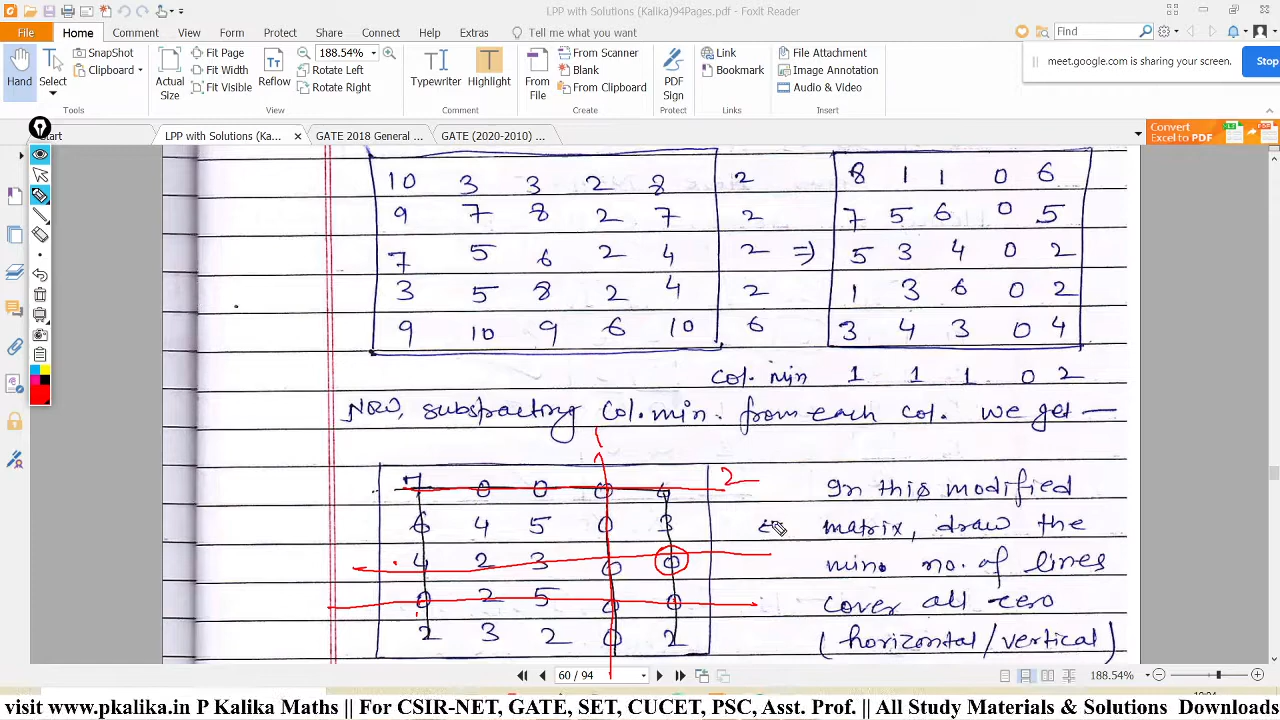 LPP with Solutions (Kalika)94Pages.pdf - Foxit Reader
File Home Comment View Form Protect Share Connect Help Extras Tell me what you want... Find
Hand Select SnapShot Clipboard Actual Size Fit Page Fit Width Fit Visible Reflow 188.54% Rotate Left Rotate Right Typewriter Highlight From File From Scanner Blank From Clipboard PDF Sign Link Bookmark File Attachment Image Annotation Audio & Video
meet.google.com is sharing your screen. Stop
Tools View Comment Create Protect Links Insert
Start LPP with Solutions (Ka... GATE 2018 General ... GATE (2020-2010) ... Convert Excel to PDF
10 3 3 2 8 2 8 1 1 0 6
9 7 8 2 7 2 7 5 6 0 5
7 5 6 2 4 2 => 5 3 4 0 2
3 5 8 2 4 2 1 3 6 0 2
9 10 9 6 10 6 3 4 3 0 4
Col. min 1 1 1 0 2
NOW, substracting Col. min. from each col. we get —
7 0 0 0 4 2 In this modified
6 4 5 0 3 matrix, draw the
4 2 3 0 0 min. no. of lines
0 2 5 0 0 cover all zero
2 3 2 0 2 (horizontal/vertical)
60 / 94 188.54%
visit www.pkalika.in P Kalika Maths || For CSIR-NET, GATE, SET, CUCET, PSC, Asst. Prof. || All Study Materials & Solutions Downloads